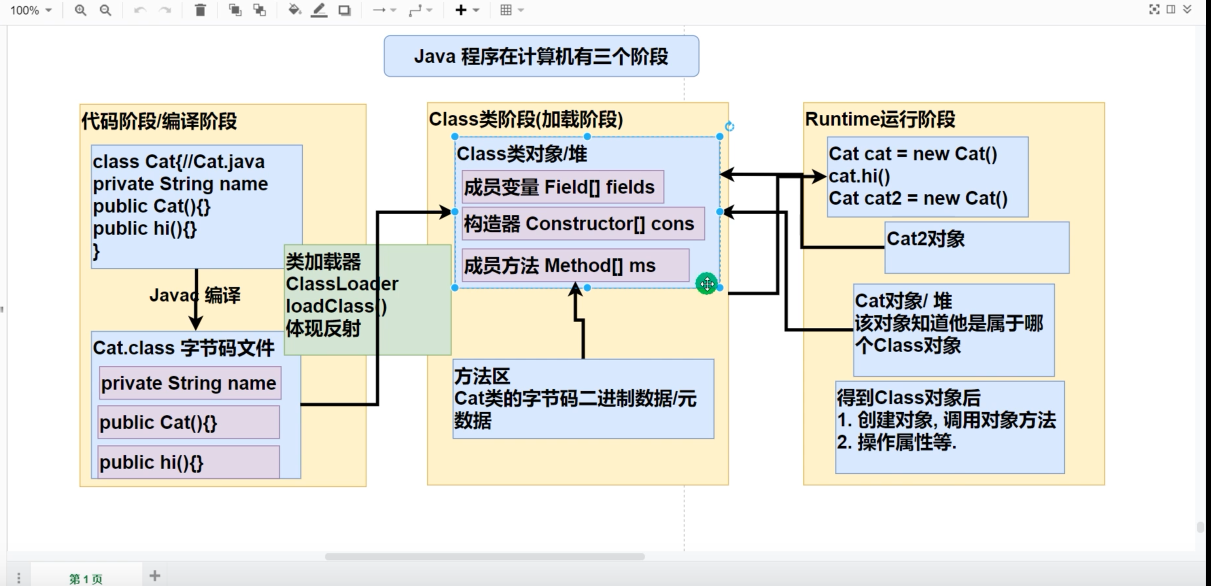 100%
Java 程序在计算机有三个阶段
代码阶段/编译阶段
class Cat{//Cat.java
private String name
public Cat(){}
public hi(){}
}
Javac 编译
Cat.class 字节码文件
private String name
public Cat(){}
public hi(){}
类加载器
ClassLoader
loadClass()
体现反射
Class类阶段(加载阶段)
Class类对象/堆
成员变量 Field[] fields
构造器 Constructor[] cons
成员方法 Method[] ms
方法区
Cat类的字节码二进制数据/元
数据
Runtime运行阶段
Cat cat = new Cat()
cat.hi()
Cat cat2 = new Cat()
Cat2对象
Cat对象/ 堆
该对象知道他是属于哪
个Class对象
得到Class对象后
1. 创建对象, 调用对象方法
2. 操作属性等.
第 1 页